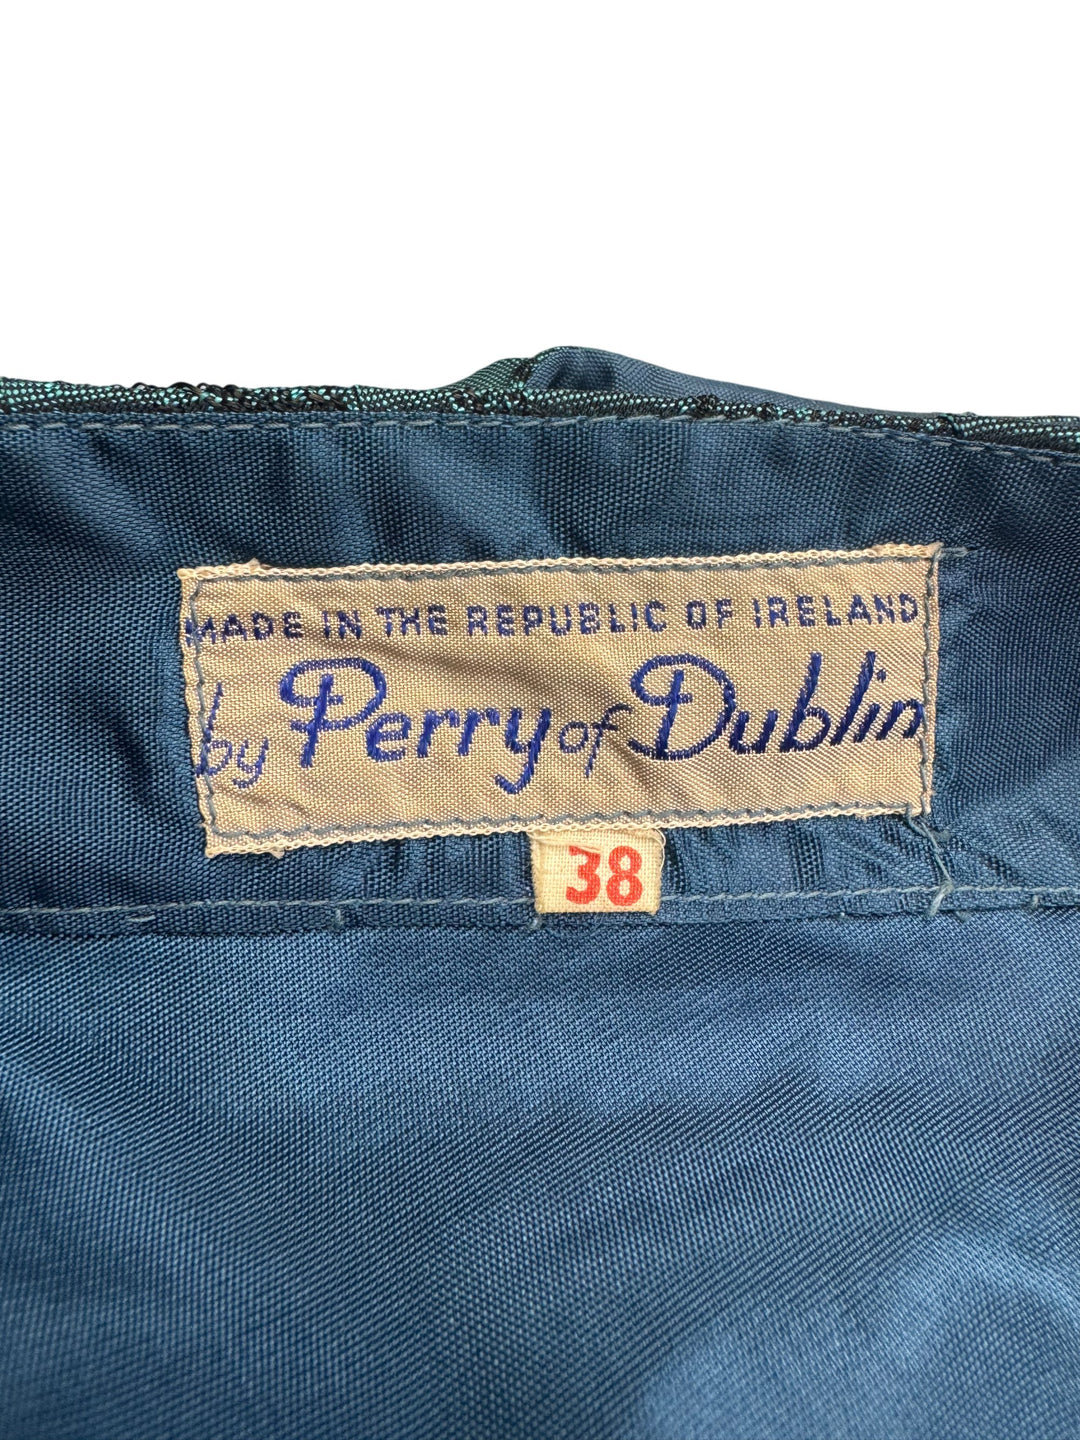 MADE IN THE REPUBLIC OF IRELAND
by Perry of Dublin
38